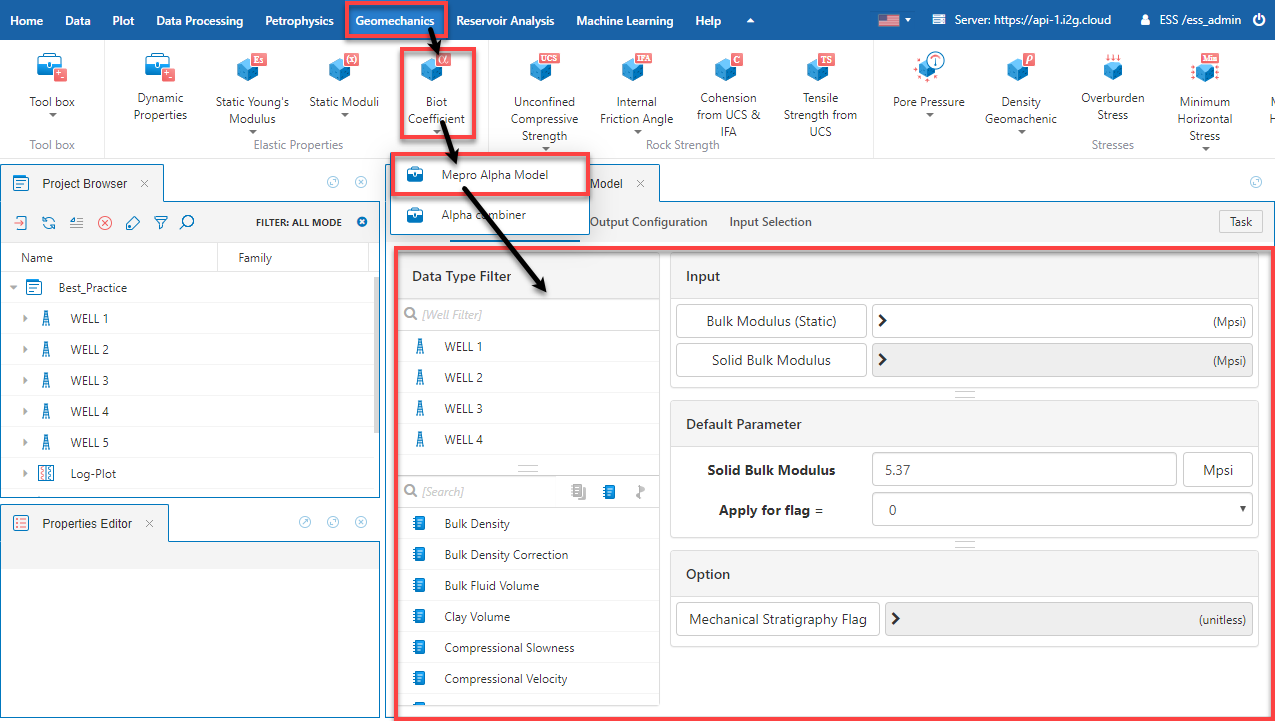 Home Data Plot Data Processing Petrophysics Geomechanics Reservoir Analysis Machine Learning Help Server: https://api-1.i2g.cloud ESS /ess_admin
Es (x) α UCS IFA C TS ρ Min
Tool box
Dynamic
Properties
Static Young's
Modulus
Static Moduli
Biot
Coefficient
Unconfined
Compressive
Strength
Internal
Friction Angle
Cohension
from UCS &
IFA
Tensile
Strength from
UCS
Pore Pressure
Density
Geomachenic
Overburden
Stress
Minimum
Horizontal
Stress
Tool box Elastic Properties Rock Strength Stresses
Mepro Alpha Model
Alpha combiner
Project Browser
Model
FILTER: ALL MODE
Output Configuration Input Selection Task
Name Family
Best_Practice
WELL 1
WELL 2
WELL 3
WELL 4
WELL 5
Log-Plot
Properties Editor
Data Type Filter
[Well Filter]
WELL 1
WELL 2
WELL 3
WELL 4
[Search]
Bulk Density
Bulk Density Correction
Bulk Fluid Volume
Clay Volume
Compressional Slowness
Compressional Velocity
Input
Bulk Modulus (Static) (Mpsi)
Solid Bulk Modulus (Mpsi)
Default Parameter
Solid Bulk Modulus 5.37 Mpsi
Apply for flag = 0
Option
Mechanical Stratigraphy Flag (unitless)